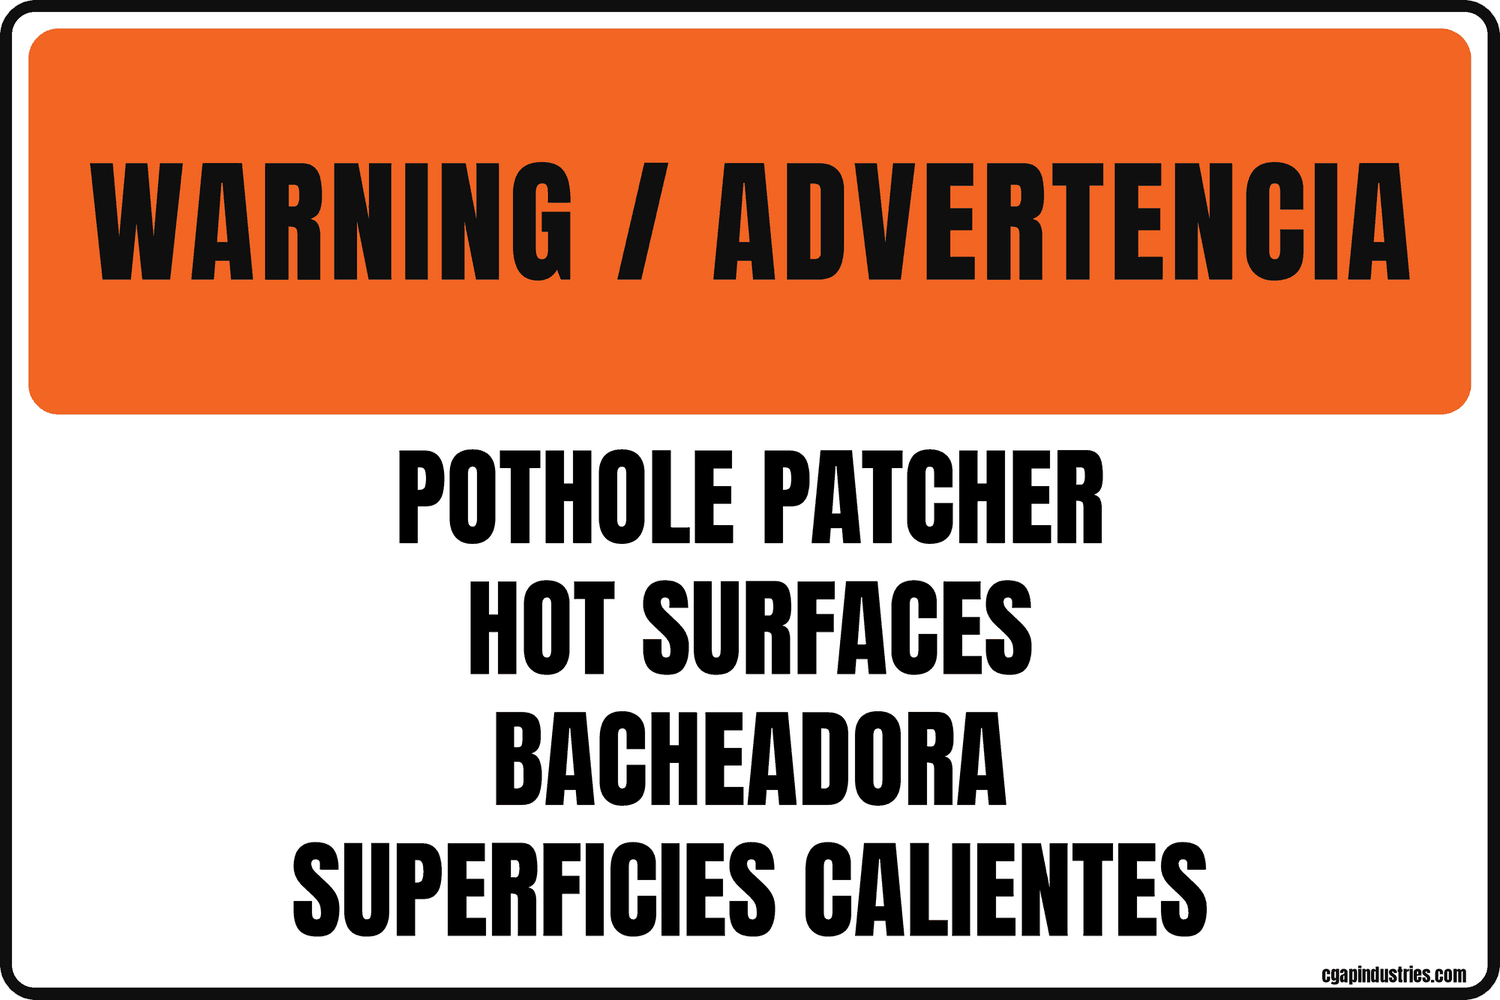 WARNING / ADVERTENCIA
POTHOLE PATCHER
HOT SURFACES
BACHEADORA
SUPERFICIES CALIENTES
cgapindustries.com